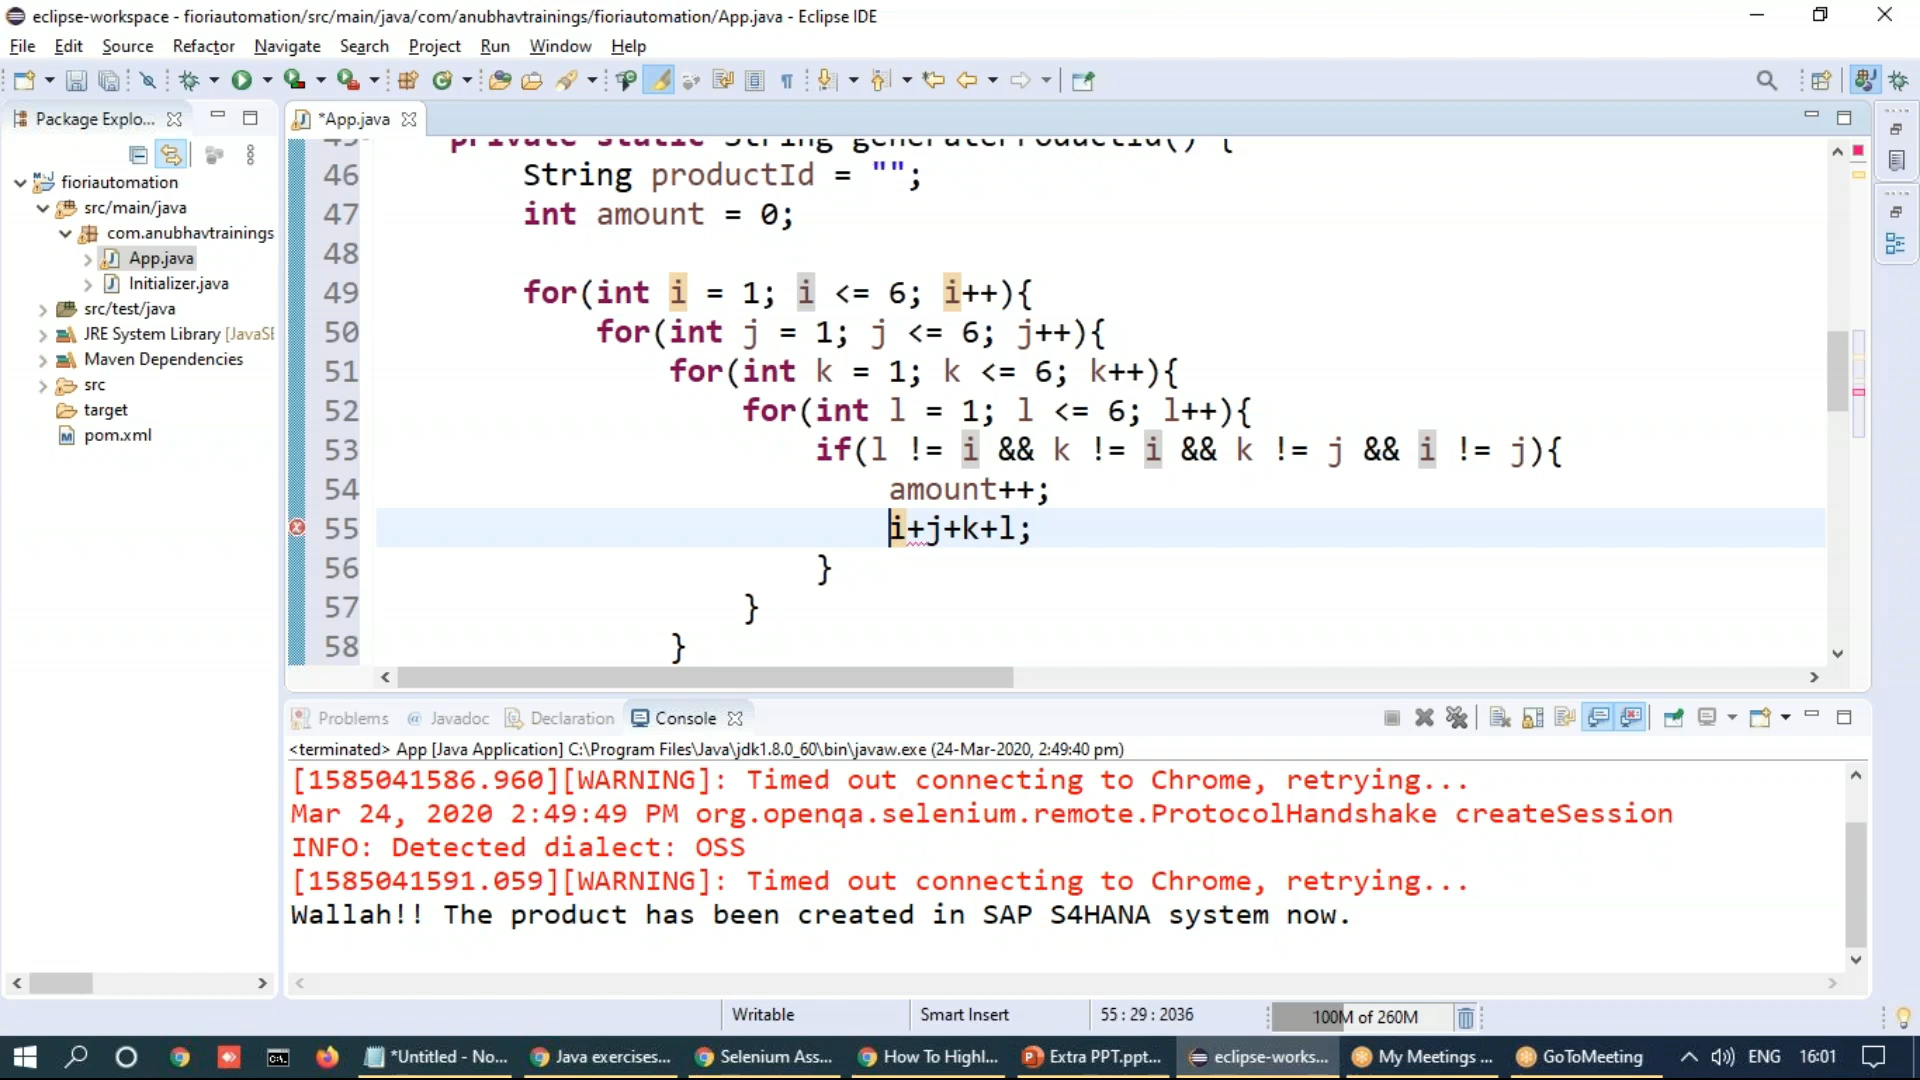 eclipse-workspace - fioriautomation/src/main/java/com/anubhavtrainings/fioriautomation/App.java - Eclipse IDE
File Edit Source Refactor Navigate Search Project Run Window Help
Package Explo...
*App.java
fioriautomation
src/main/java
com.anubhavtrainings
App.java
Initializer.java
src/test/java
JRE System Library [JavaSE
Maven Dependencies
src
target
pom.xml
45 private static String generateProductId() {
46 String productId = "";
47 int amount = 0;
48
49 for(int i = 1; i <= 6; i++){
50 for(int j = 1; j <= 6; j++){
51 for(int k = 1; k <= 6; k++){
52 for(int l = 1; l <= 6; l++){
53 if(l != i && k != i && k != j && i != j){
54 amount++;
55 i+j+k+l;
56 }
57 }
58 }
Problems @ Javadoc Declaration Console
<terminated> App [Java Application] C:\Program Files\Java\jdk1.8.0_60\bin\javaw.exe (24-Mar-2020, 2:49:40 pm)
[1585041586.960][WARNING]: Timed out connecting to Chrome, retrying...
Mar 24, 2020 2:49:49 PM org.openqa.selenium.remote.ProtocolHandshake createSession
INFO: Detected dialect: OSS
[1585041591.059][WARNING]: Timed out connecting to Chrome, retrying...
Wallah!! The product has been created in SAP S4HANA system now.
Writable Smart Insert 55 : 29 : 2036 100M of 260M
*Untitled - No... Java exercises... Selenium Ass... How To Highl... Extra PPT.ppt... eclipse-works... My Meetings ... GoToMeeting ENG 16:01